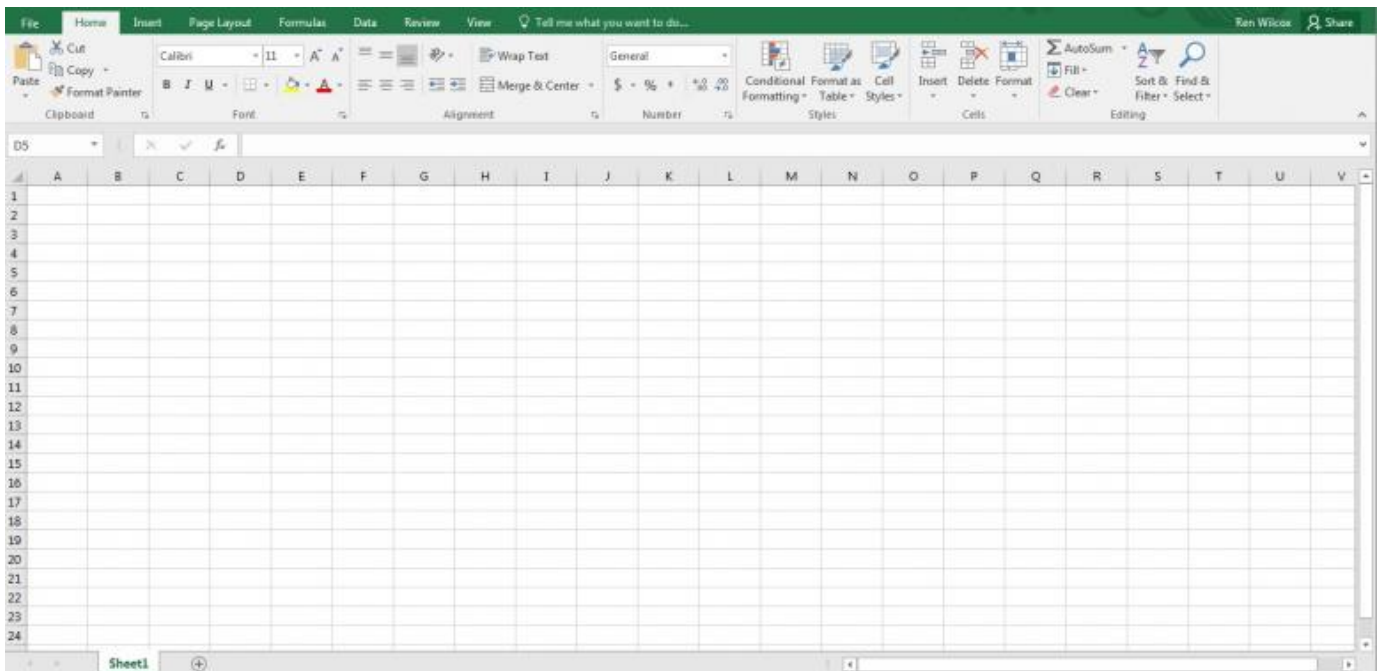 File Home Insert Page Layout Formulas Data Review View Tell me what you want to do... Ren Wilcox Share
Cut
Calibri 11 A A Wrap Text General
AutoSum
Copy
Fill
Paste
Format Painter
B I U A Merge & Center $ % Conditional Formatting Format as Table Cell Styles Insert Delete Format
Clear
Sort & Filter Find & Select
Clipboard Font Alignment Number Styles Cells Editing
D5 fx
A B C D E F G H I J K L M N O P Q R S T U V
1
2
3
4
5
6
7
8
9
10
11
12
13
14
15
16
17
18
19
20
21
22
23
24
Sheet1